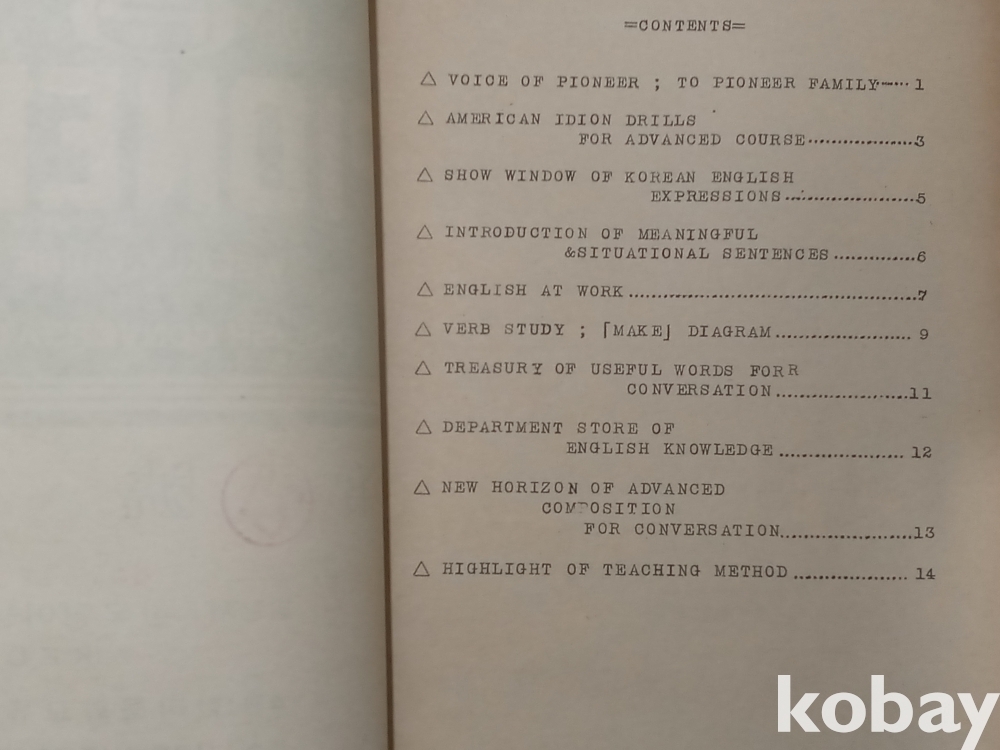 =CONTENTS=
△ VOICE OF PIONEER ; TO PIONEER FAMILY...... 1
△ AMERICAN IDION DRILLS
FOR ADVANCED COURSE..............3
△ SHOW WINDOW OF KOREAN ENGLISH
EXPRESSIONS.................5
△ INTRODUCTION OF MEANINGFUL
&SITUATIONAL SENTENCES..............6
△ ENGLISH AT WORK........................................7
△ VERB STUDY ; ｢MAKE｣ DIAGRAM.................. 9
△ TREASURY OF USEFUL WORDS FORR
CONVERSATION.................11
△ DEPARTMENT STORE OF
ENGLISH KNOWLEDGE.................. 12
△ NEW HORIZON OF ADVANCED
COMPOSITION
FOR CONVERSATION.................13
△ HIGHLIGHT OF TEACHING METHOD................. 14
kobay